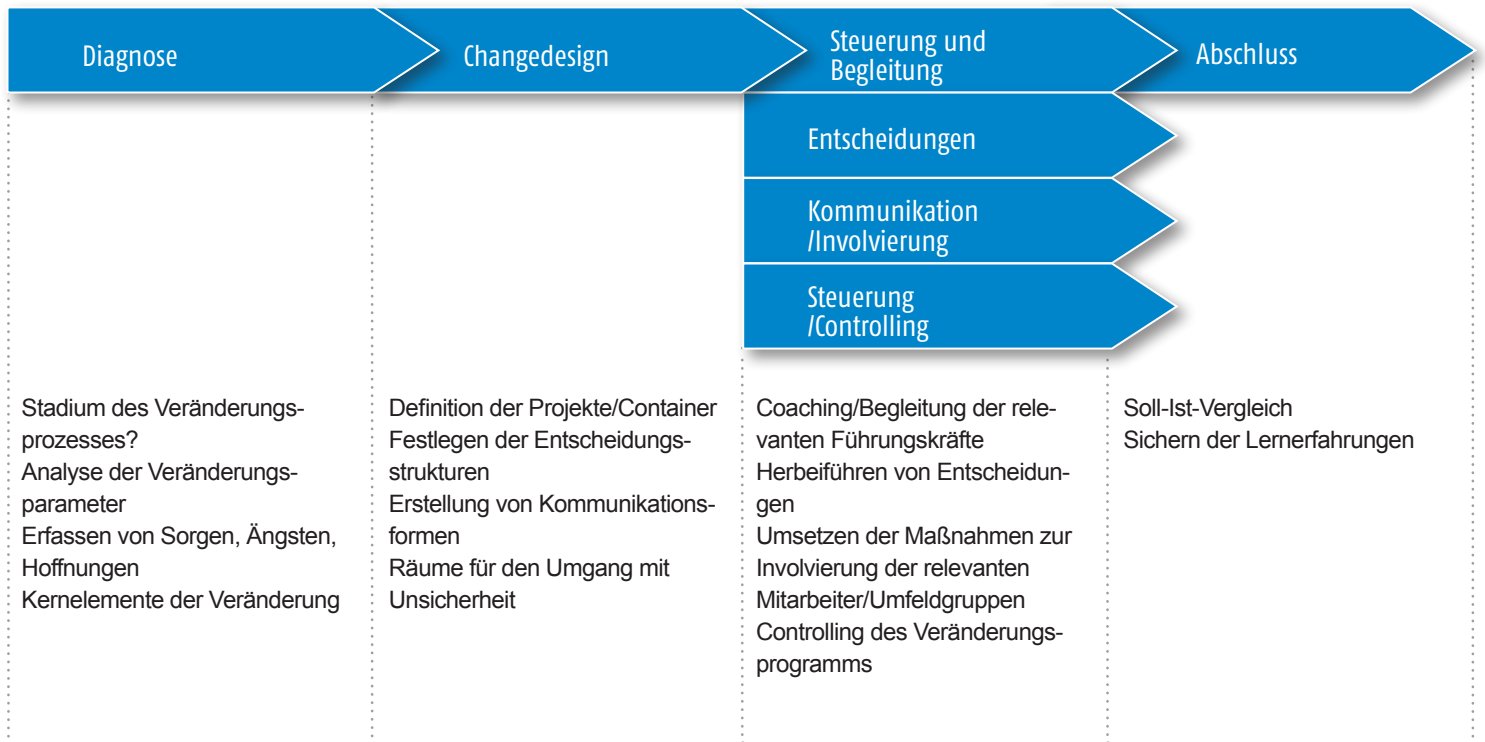 Diagnose
Changedesign
Steuerung und
Begleitung
Abschluss
Entscheidungen
Kommunikation
/Involvierung
Steuerung
/Controlling
Stadium des Veränderungs-
prozesses?
Analyse der Veränderungs-
parameter
Erfassen von Sorgen, Ängsten,
Hoffnungen
Kernelemente der Veränderung
Definition der Projekte/Container
Festlegen der Entscheidungs-
strukturen
Erstellung von Kommunikations-
formen
Räume für den Umgang mit
Unsicherheit
Coaching/Begleitung der rele-
vanten Führungskräfte
Herbeiführen von Entscheidun-
gen
Umsetzen der Maßnahmen zur
Involvierung der relevanten
Mitarbeiter/Umfeldgruppen
Controlling des Veränderungs-
programms
Soll-Ist-Vergleich
Sichern der Lernerfahrungen